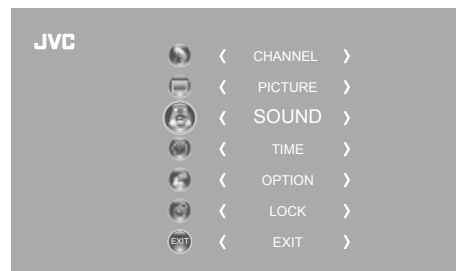 JVC
CHANNEL
PICTURE
SOUND
TIME
OPTION
LOCK
EXIT EXIT